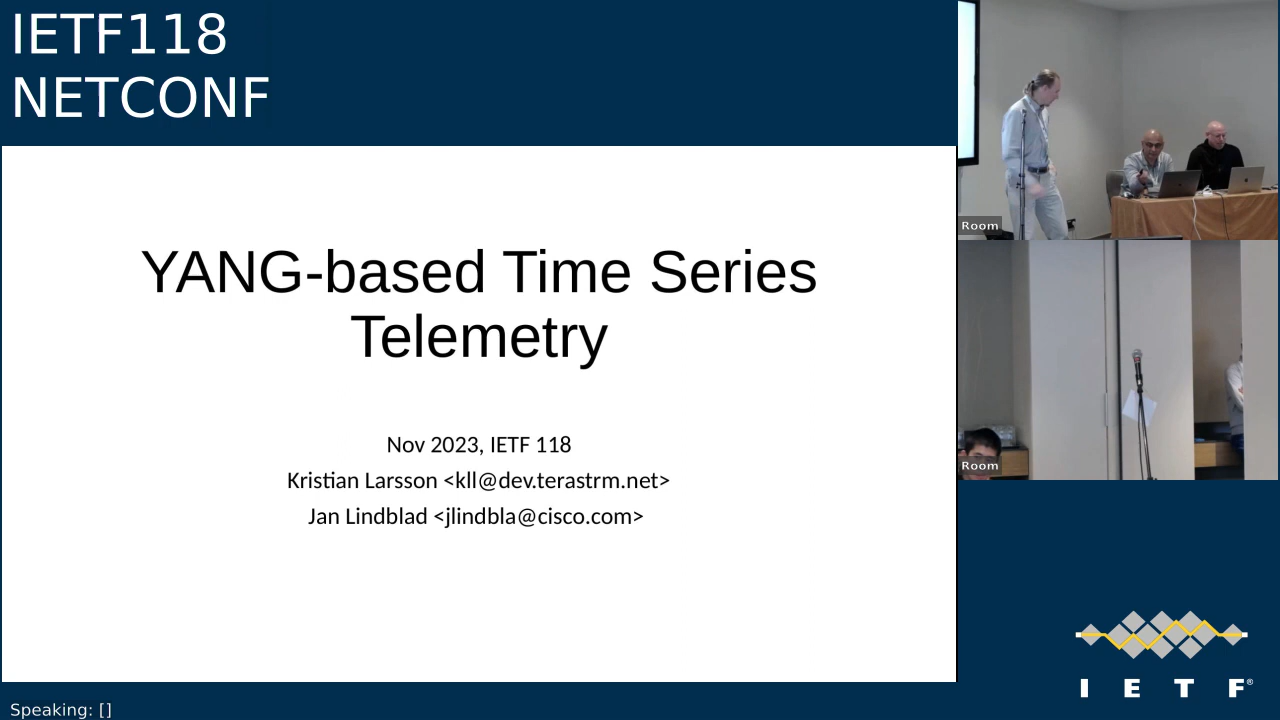 IETF118
NETCONF
YANG-based Time Series
Telemetry
Nov 2023, IETF 118
Kristian Larsson <kll@dev.terastrm.net>
Jan Lindblad <jlindbla@cisco.com>
Room
Room
I E T F®
Speaking: []